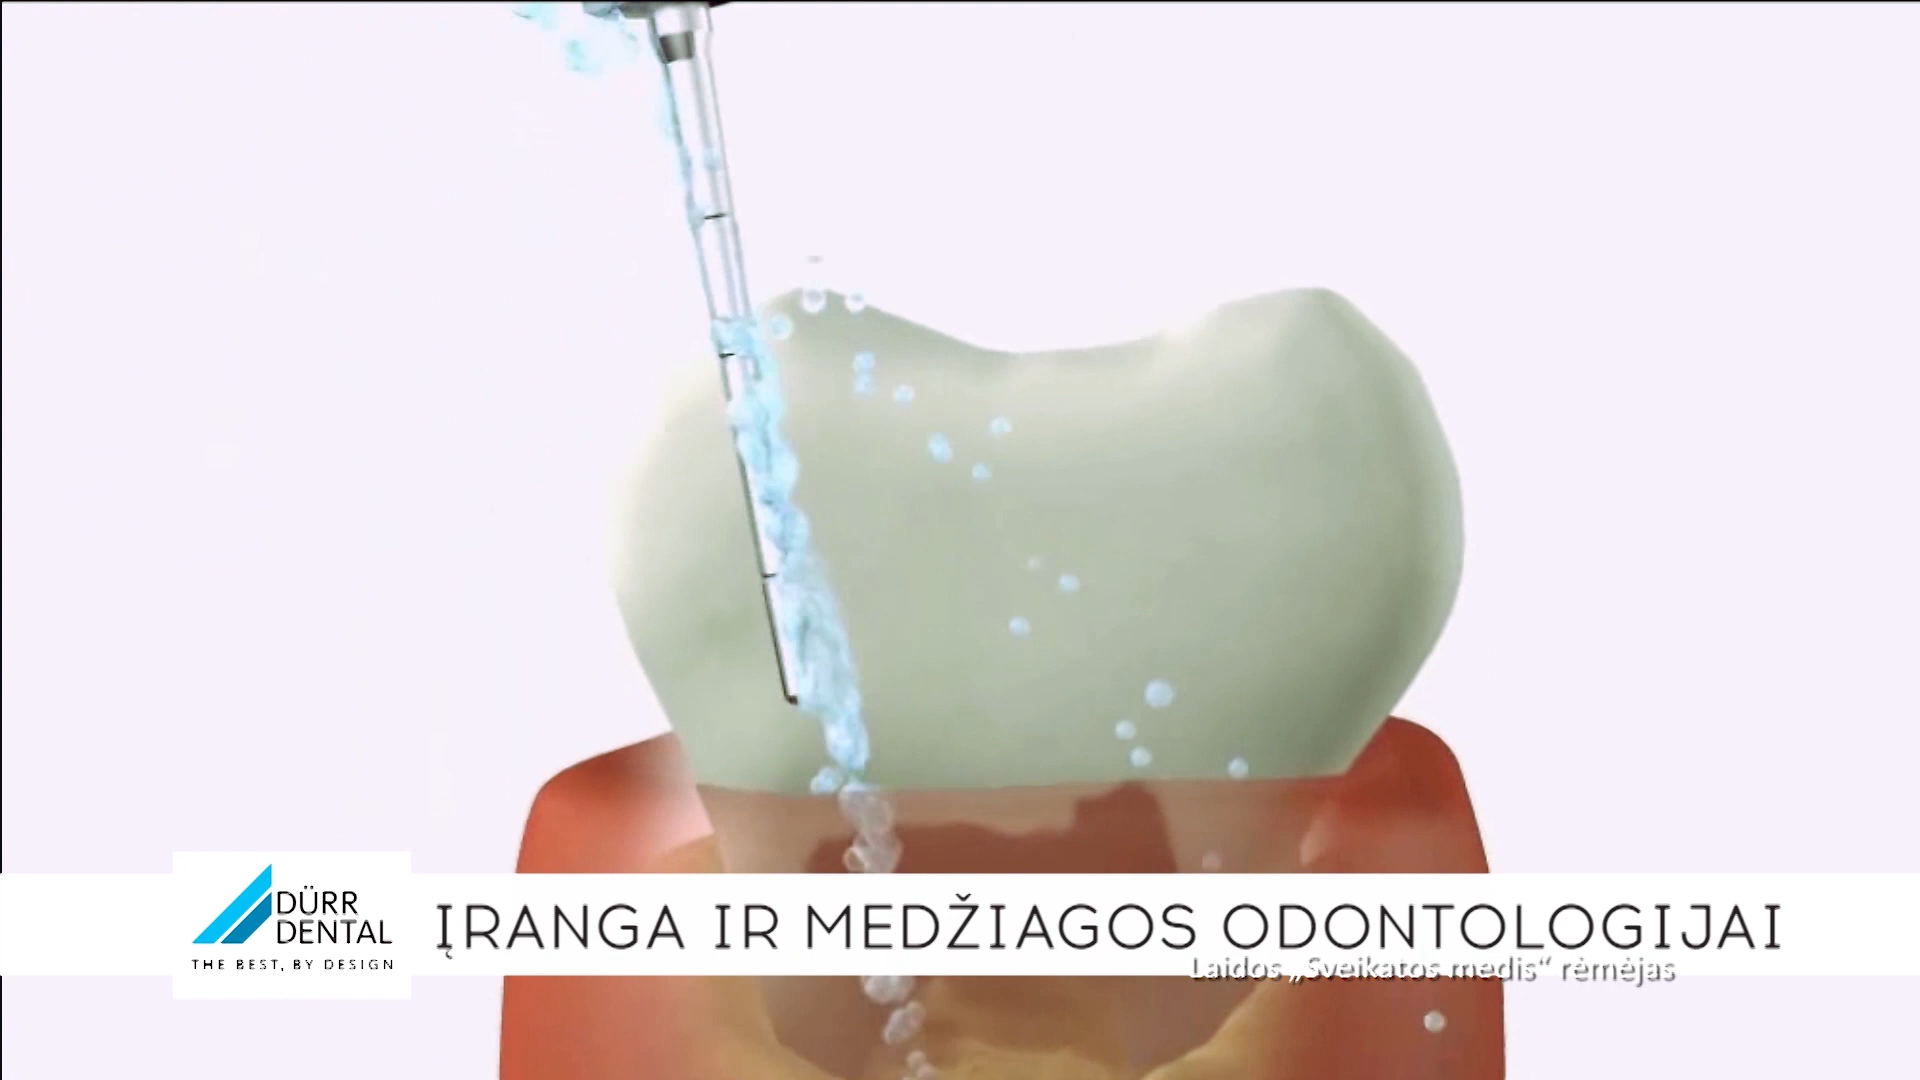 DÜRR
DENTAL
THE BEST, BY DESIGN
ĮRANGA IR MEDŽIAGOS ODONTOLOGIJAI
Laidos „Sveikatos medis“ rėmėjas